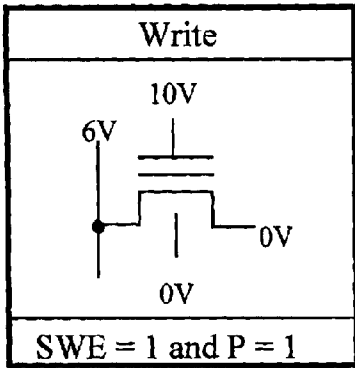 Write
10V
6V
0V
0V
SWE = 1 and P = 1